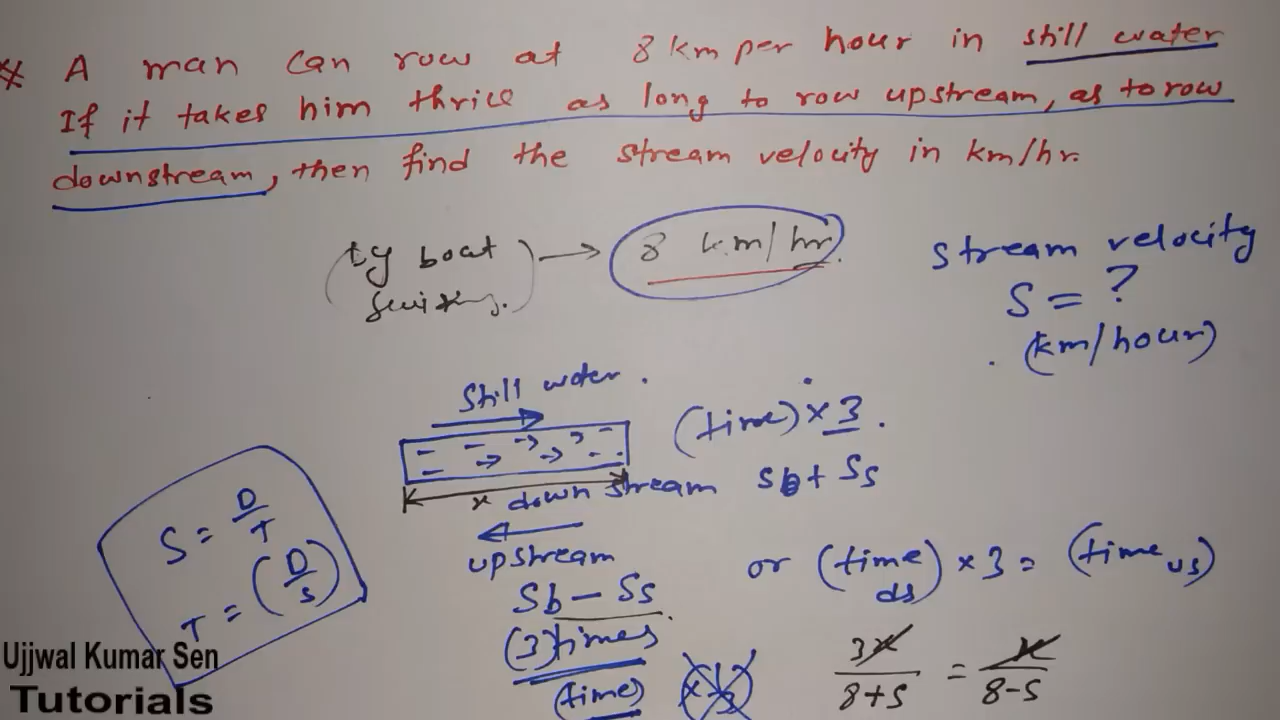 A man can row at 8 km per hour in still water
If it takes him thrice as long to row upstream, as to row
downstream, then find the stream velocity in km/hr.
boat → 8 km/hr.
stream velocity
S = ?
(km/hour)
Still water.
(time) × 3.
x down stream Sb + Ss
upstream
Sb – Ss
(3) times
(time)
S = D/T
T = (D/S)
or (time ds) × 3 = (time us)
3x/8+S = x/8-S
Ujjwal Kumar Sen
Tutorials